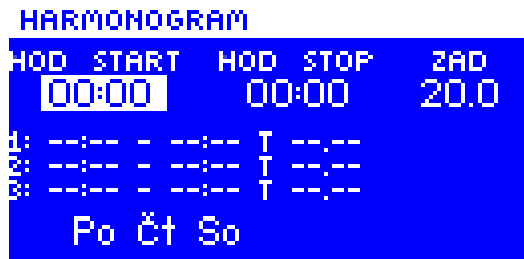 HARMONOGRAM
HOD START HOD STOP ZAD
00:00 00:00 20.0
1: --:-- - --:-- T --.--
2: --:-- - --:-- T --.--
3: --:-- - --:-- T --.--
Po Čt So